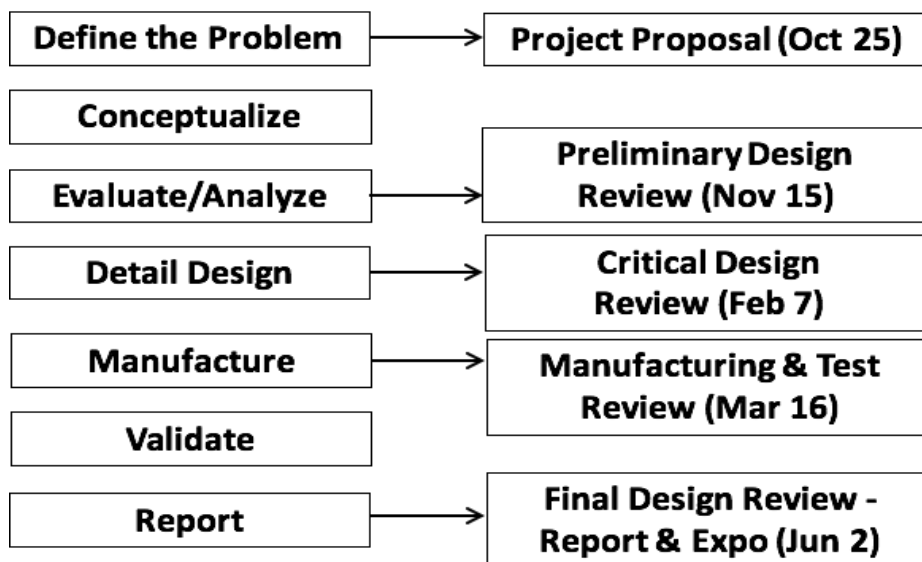 Define the Problem
Project Proposal (Oct 25)
Conceptualize
Preliminary Design
Review (Nov 15)
Evaluate/Analyze
Detail Design
Critical Design
Review (Feb 7)
Manufacture
Manufacturing & Test
Review (Mar 16)
Validate
Report
Final Design Review -
Report & Expo (Jun 2)